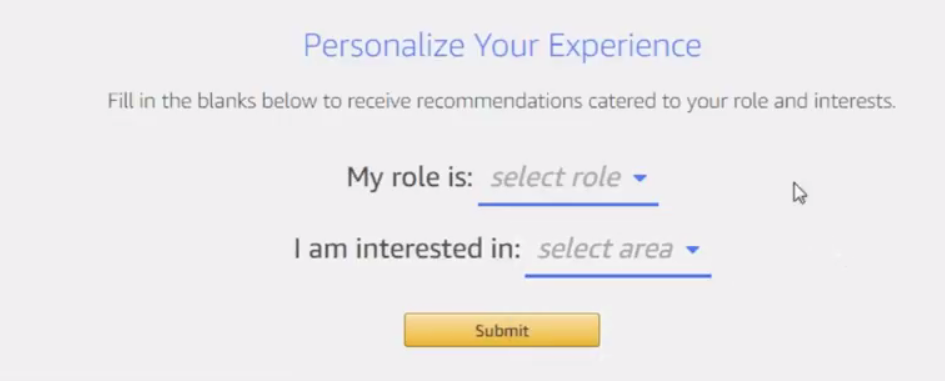 Personalize Your Experience
Fill in the blanks below to receive recommendations catered to your role and interests.
My role is: select role
I am interested in: select area
Submit